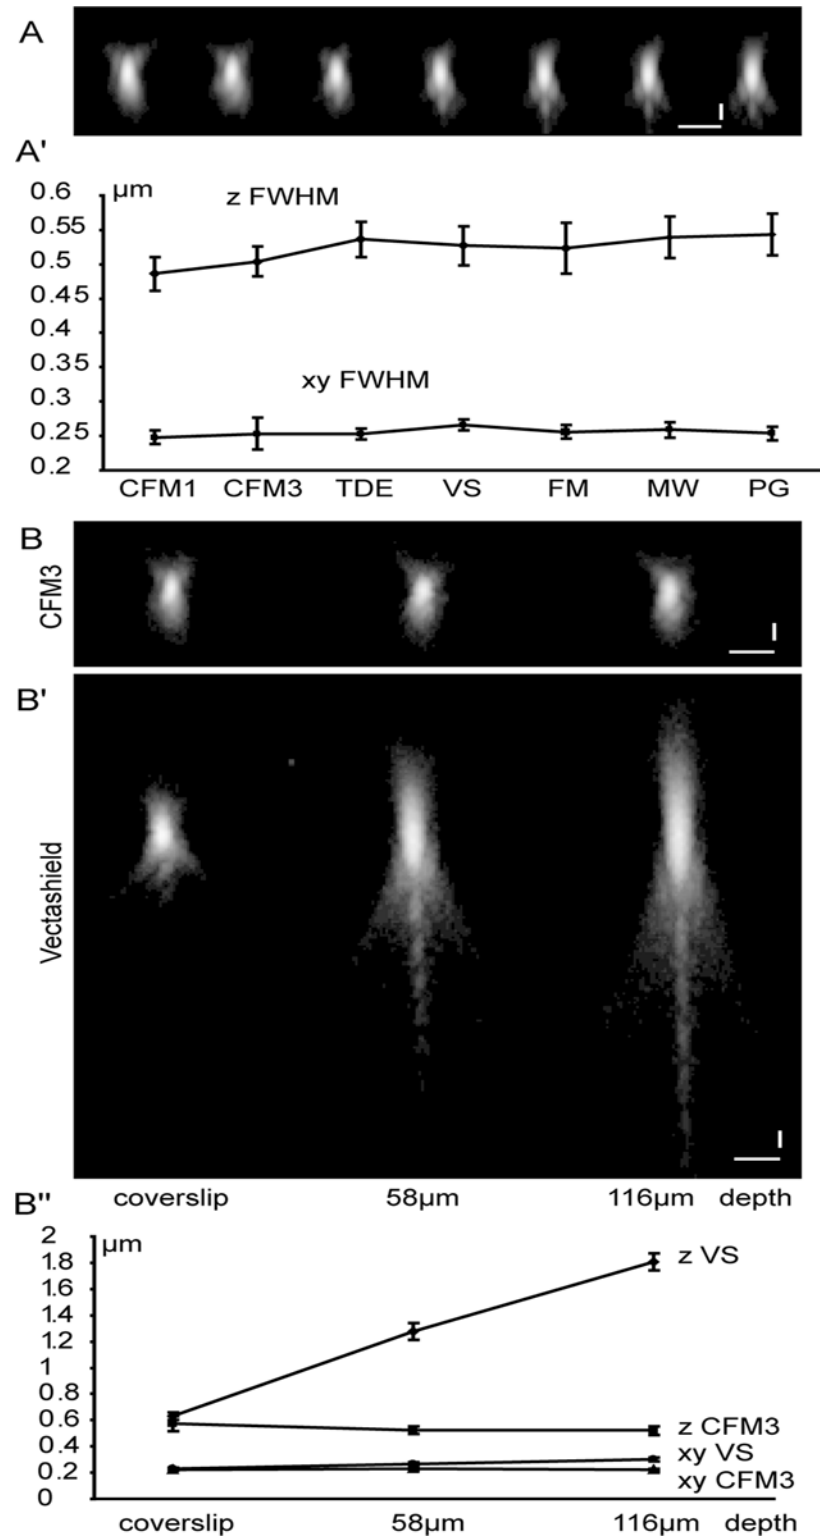 A
A'
µm
z FWHM
0.6
0.55
0.5
0.45
0.4
0.35
0.3
0.25
0.2
xy FWHM
CFM1 CFM3 TDE VS FM MW PG
B
CFM3
B'
Vectashield
coverslip 58µm 116µm depth
B"
µm
2
1.8
1.6
1.4
1.2
1
0.8
0.6
0.4
0.2
0
z VS
z CFM3
xy VS
xy CFM3
coverslip 58µm 116µm depth